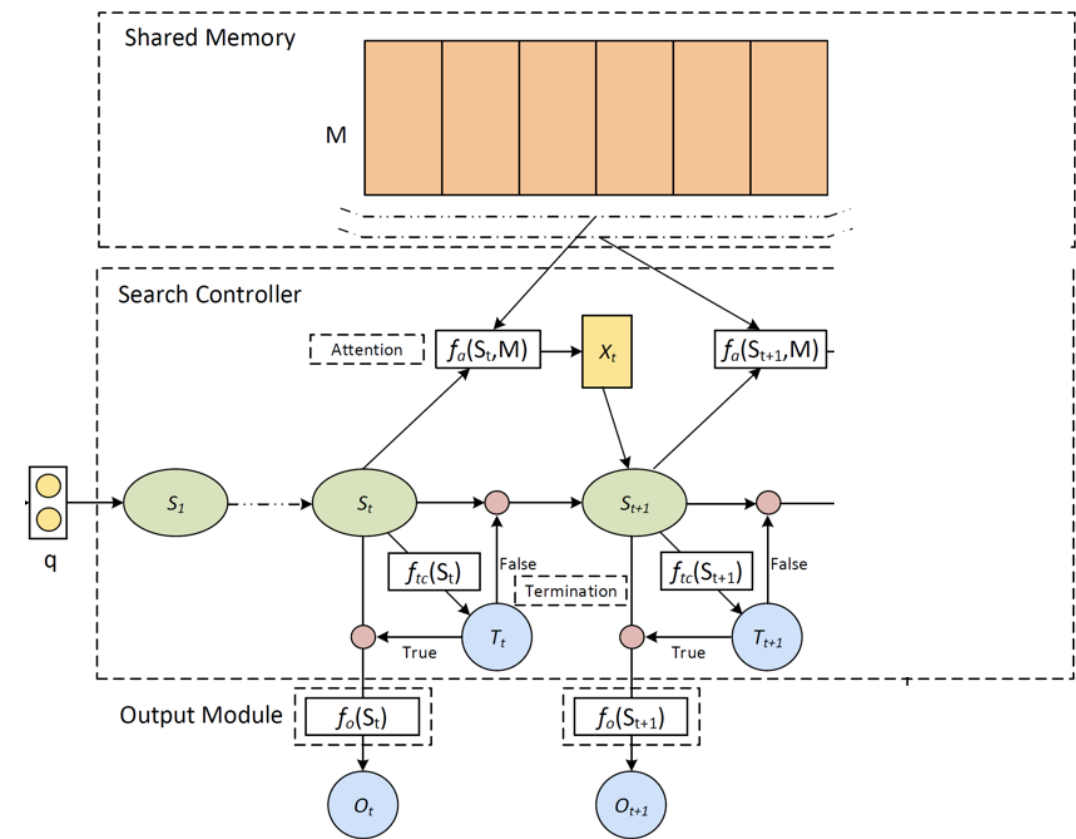 Shared Memory
M
Search Controller
Attention
fa(St,M)
Xt
fa(St+1,M)
q
S1
St
St+1
ftc(St)
False
ftc(St+1)
False
Termination
Tt
True
Tt+1
True
Output Module
fo(St)
fo(St+1)
Ot
Ot+1